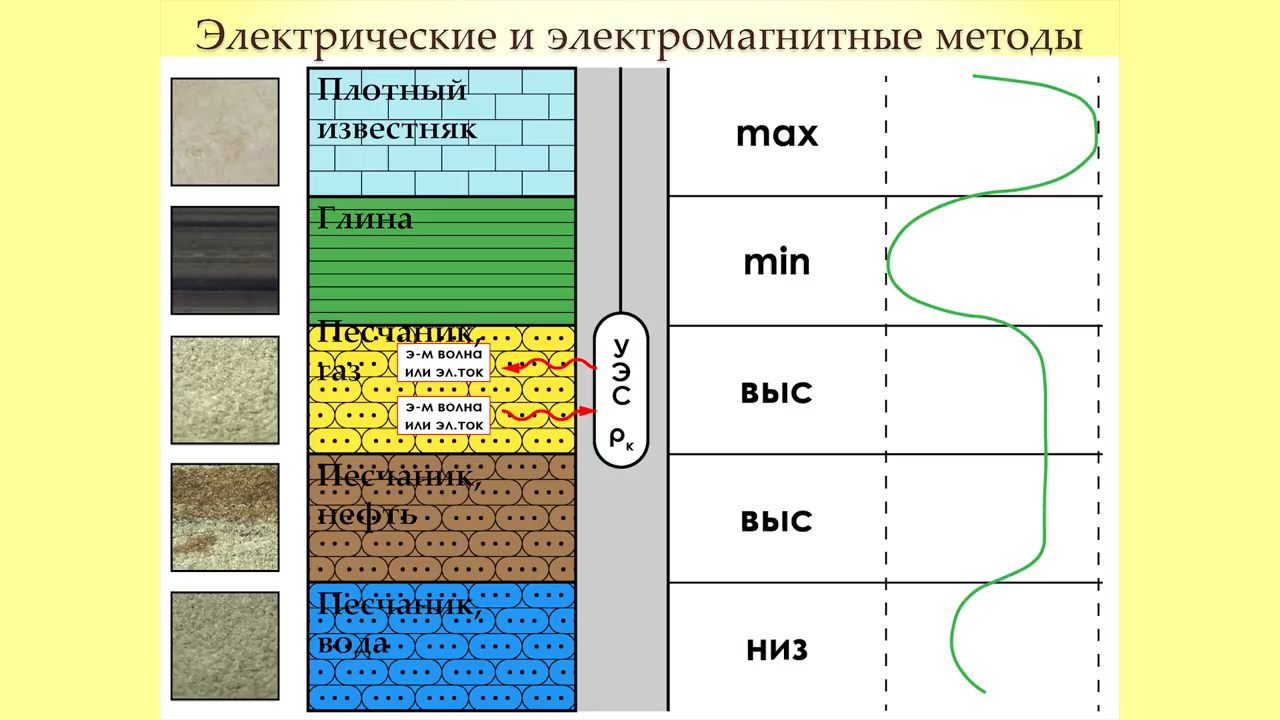 Электрические и электромагнитные методы
Плотный
известняк
max
Глина
min
Песчаник,
газ
э-м волна
или эл.ток
э-м волна
или эл.ток
У
Э
С
ρк
выс
Песчаник,
нефть
выс
Песчаник,
вода
низ